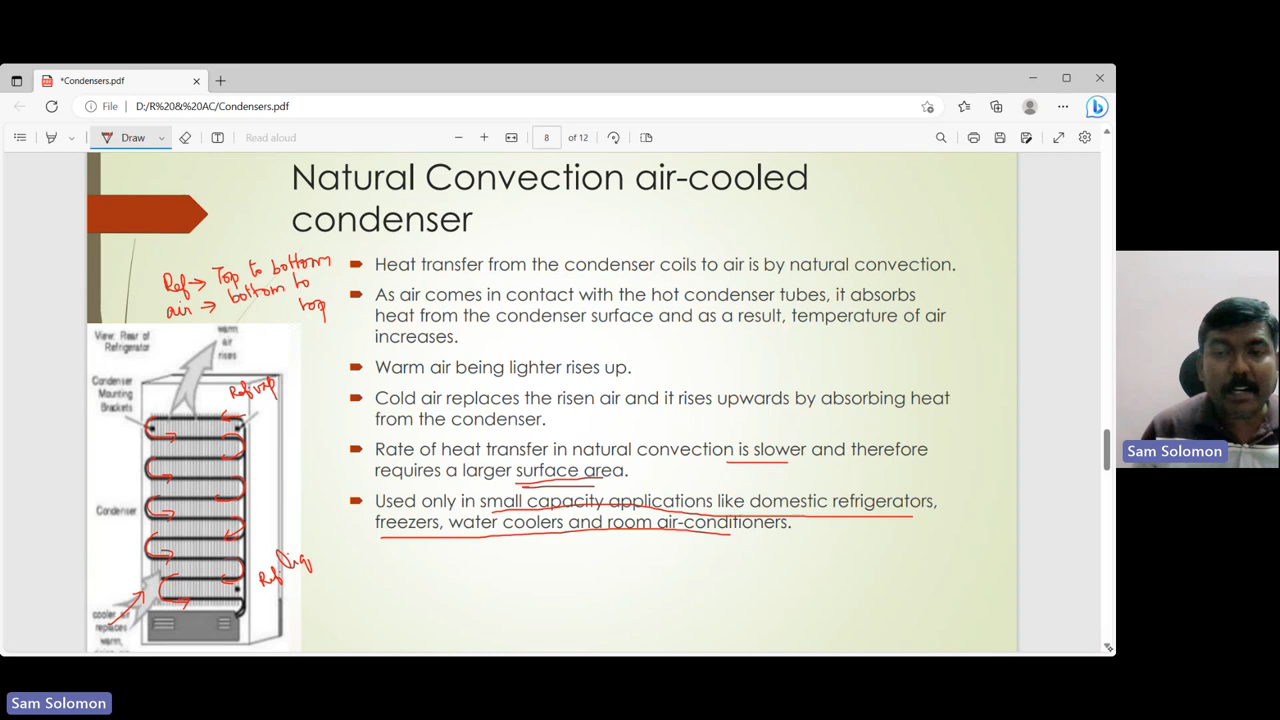 *Condensers.pdf
File
D:/R%20&%20AC/Condensers.pdf
Draw
Read aloud
8
of 12
Natural Convection air-cooled
condenser
Ref → Top to bottom
air → bottom to
top
Heat transfer from the condenser coils to air is by natural convection.
As air comes in contact with the hot condenser tubes, it absorbs
heat from the condenser surface and as a result, temperature of air
increases.
Warm air being lighter rises up.
Cold air replaces the risen air and it rises upwards by absorbing heat
from the condenser.
Rate of heat transfer in natural convection is slower and therefore
requires a larger surface area.
Used only in small capacity applications like domestic refrigerators,
freezers, water coolers and room air-conditioners.
View: Rear of
Refrigerator
warm
air
rises
Condenser
Mounting
Brackets
Ref vap
Condenser
Ref liq
cooler air
replaces
warm,
Sam Solomon
Sam Solomon